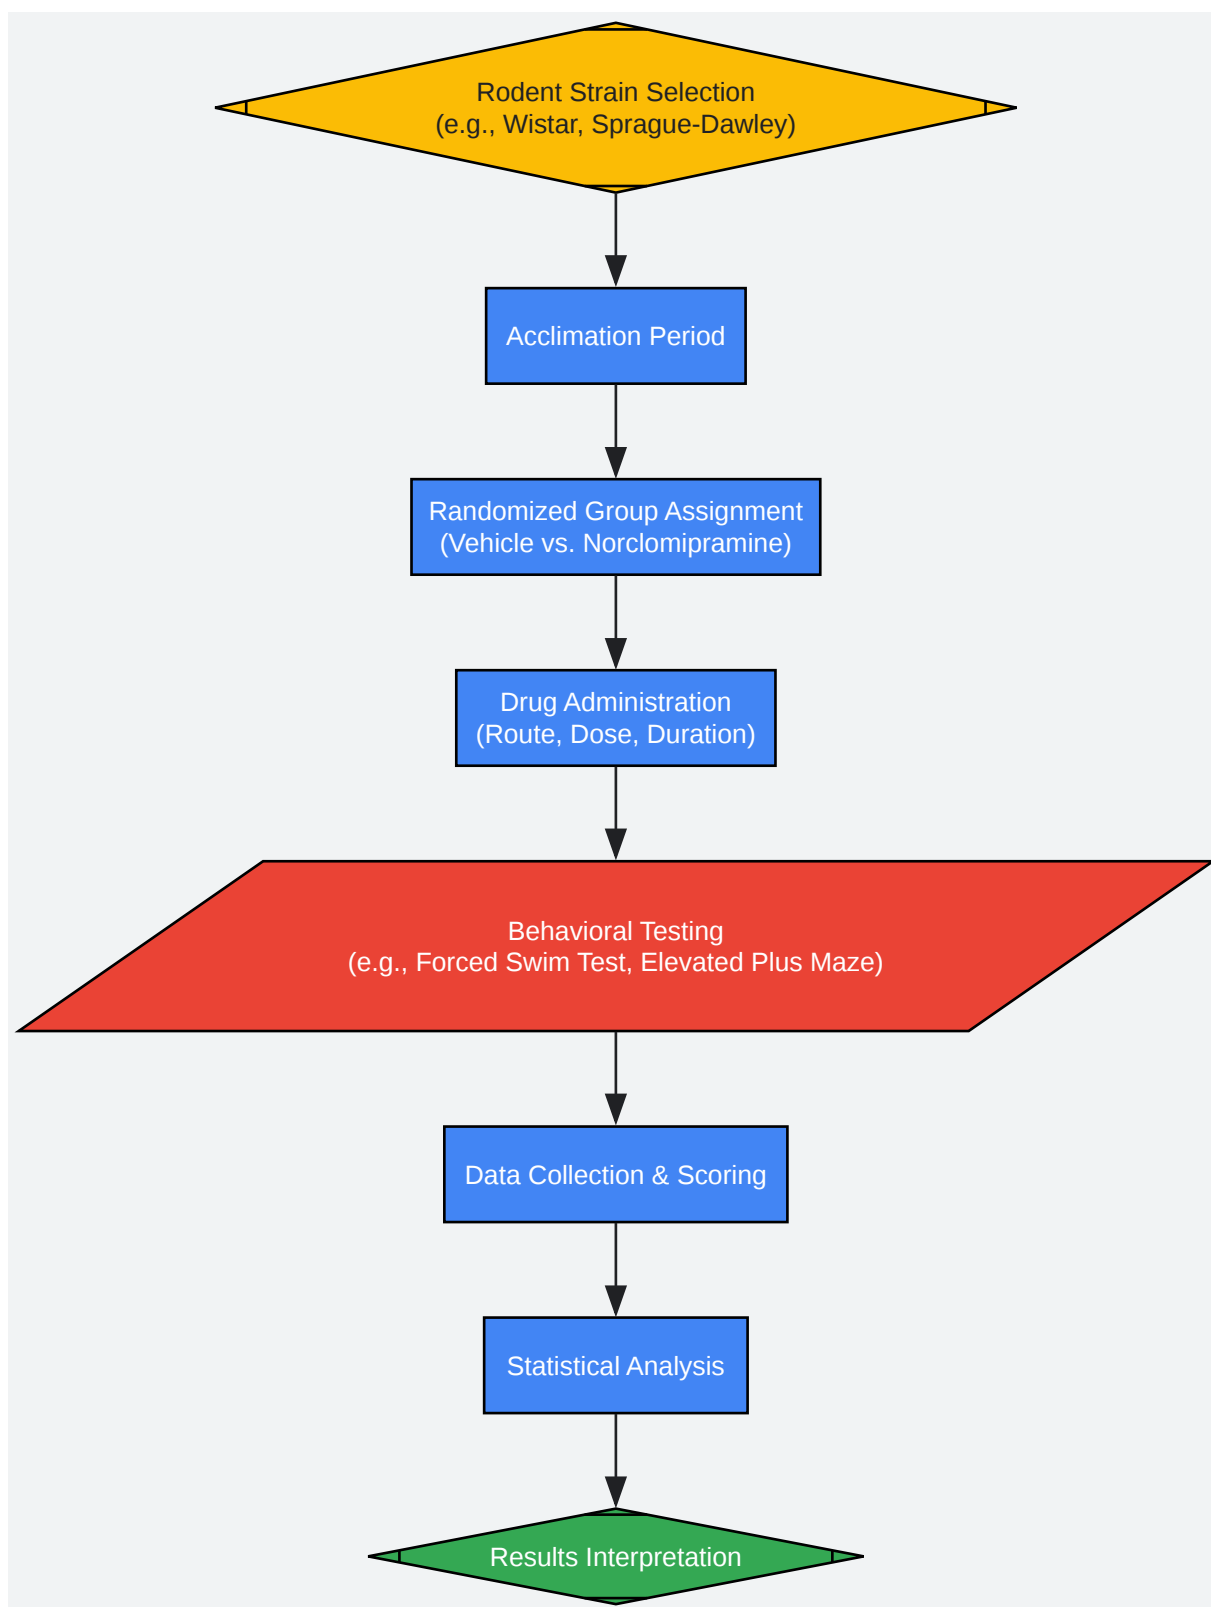 Rodent Strain Selection
(e.g., Wistar, Sprague-Dawley)
Acclimation Period
Randomized Group Assignment
(Vehicle vs. Norclomipramine)
Drug Administration
(Route, Dose, Duration)
Behavioral Testing
(e.g., Forced Swim Test, Elevated Plus Maze)
Data Collection & Scoring
Statistical Analysis
Results Interpretation